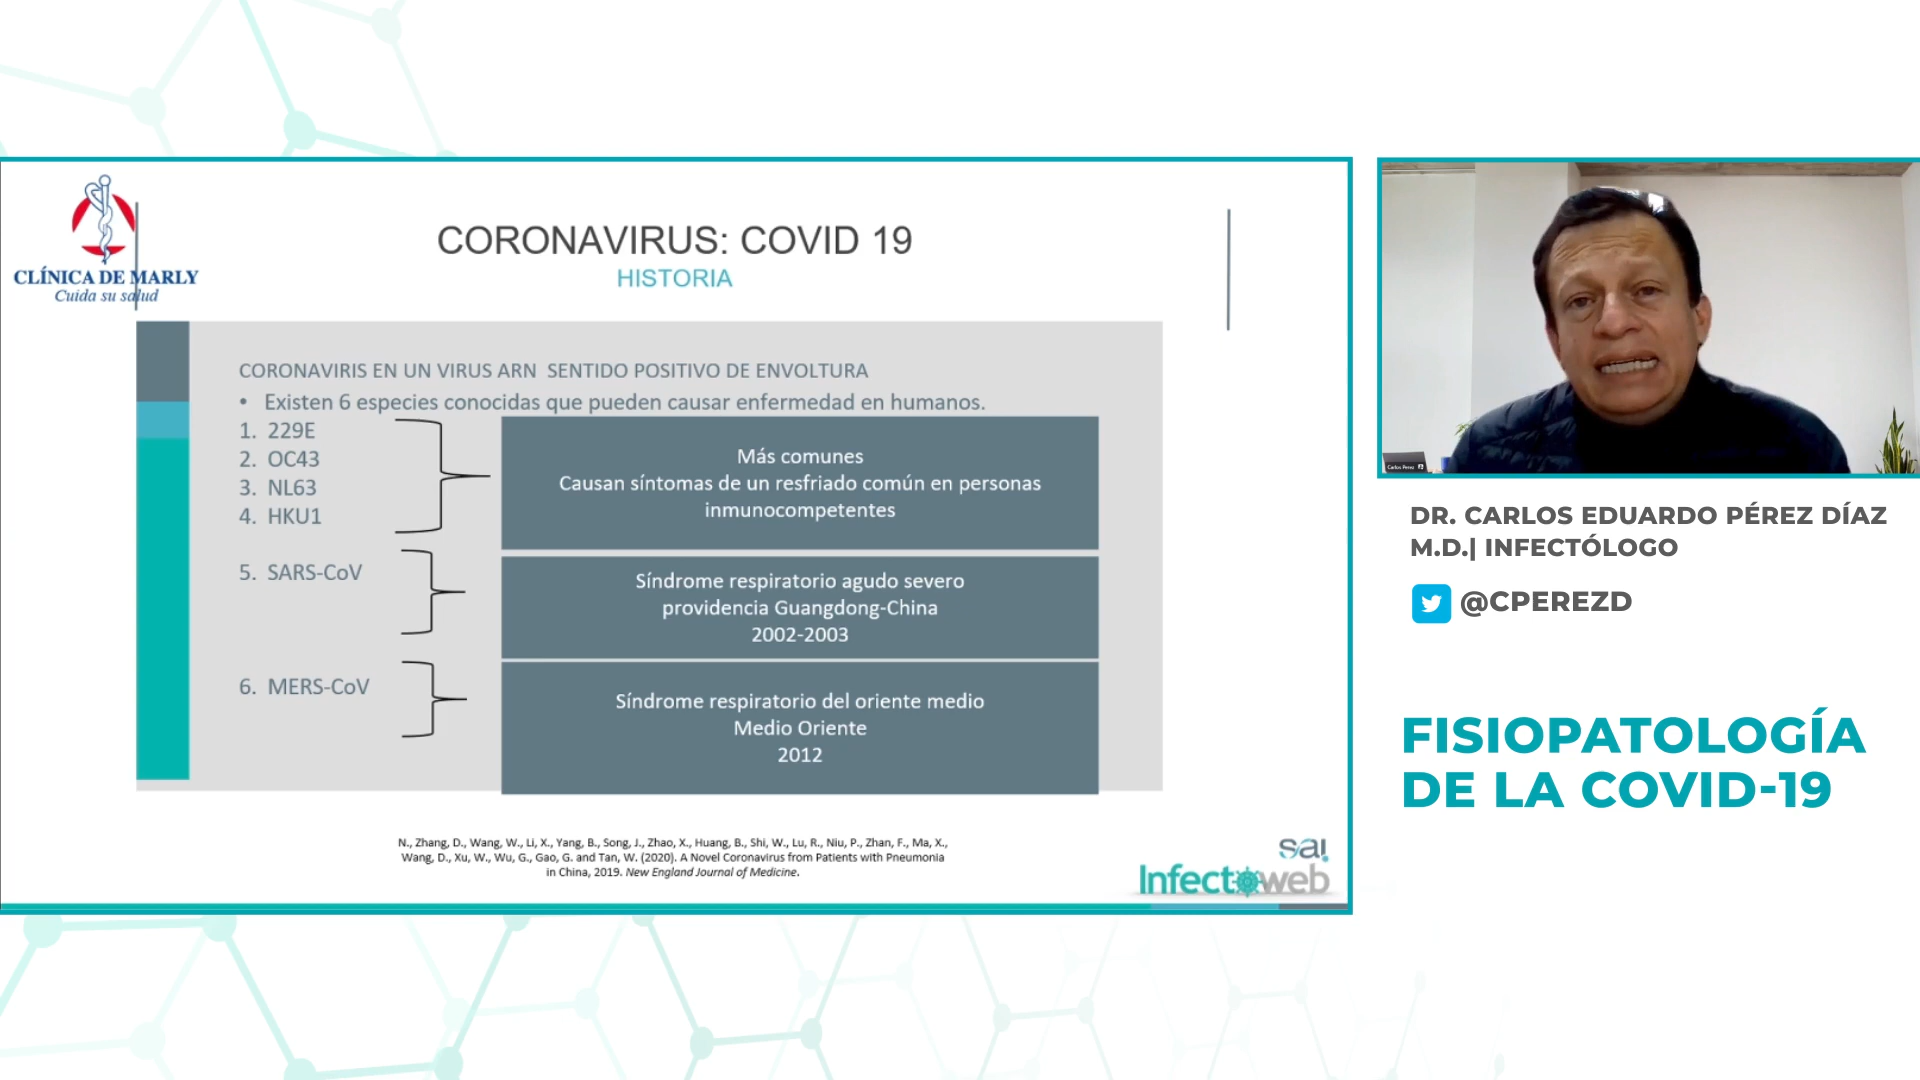 CLÍNICA DE MARLY
Cuida su salud
CORONAVIRUS: COVID 19
HISTORIA
CORONAVIRIS EN UN VIRUS ARN SENTIDO POSITIVO DE ENVOLTURA
• Existen 6 especies conocidas que pueden causar enfermedad en humanos.
1. 229E
2. OC43
3. NL63
4. HKU1
Más comunes
Causan síntomas de un resfriado común en personas
inmunocompetentes
5. SARS-CoV
Síndrome respiratorio agudo severo
providencia Guangdong-China
2002-2003
6. MERS-CoV
Síndrome respiratorio del oriente medio
Medio Oriente
2012
N., Zhang, D., Wang, W., Li, X., Yang, B., Song, J., Zhao, X., Huang, B., Shi, W., Lu, R., Niu, P., Zhan, F., Ma, X.,
Wang, D., Xu, W., Wu, G., Gao, G. and Tan, W. (2020). A Novel Coronavirus from Patients with Pneumonia
in China, 2019. New England Journal of Medicine.
sai
Infectoweb
Carlos Perez
DR. CARLOS EDUARDO PÉREZ DÍAZ
M.D.| INFECTÓLOGO
@CPEREZD
FISIOPATOLOGÍA
DE LA COVID-19